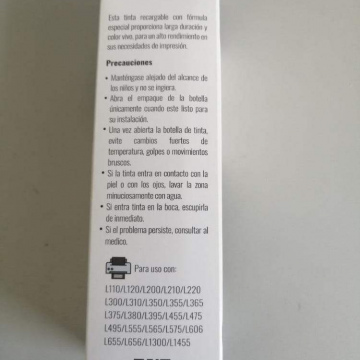 Esta tinta recargable con fórmula
especial proporciona larga duración y
color vivo, para un alto rendimiento en
sus necesidades de impresión.
Precauciones
• Manténgase alejado del alcance de
los niños y no se ingiera.
• Abra el empaque de la botella
únicamente cuando este listo para
su instalación.
• Una vez abierta la botella de tinta,
evite cambios fuertes de
temperatura, golpes o movimientos
bruscos.
• Si la tinta entra en contacto con la
piel o con los ojos, lavar la zona
minuciosamente con agua.
• Si entra tinta en la boca, escupirla
de inmediato.
• Si el problema persiste, consultar al
medico.
Para uso con:
L110/L120/L200/L210/L220
L300/L310/L350/L355/L365
L375/L380/L395/L455/L475
L495/L555/L565/L575/L606
L655/L656/L1300/L1455